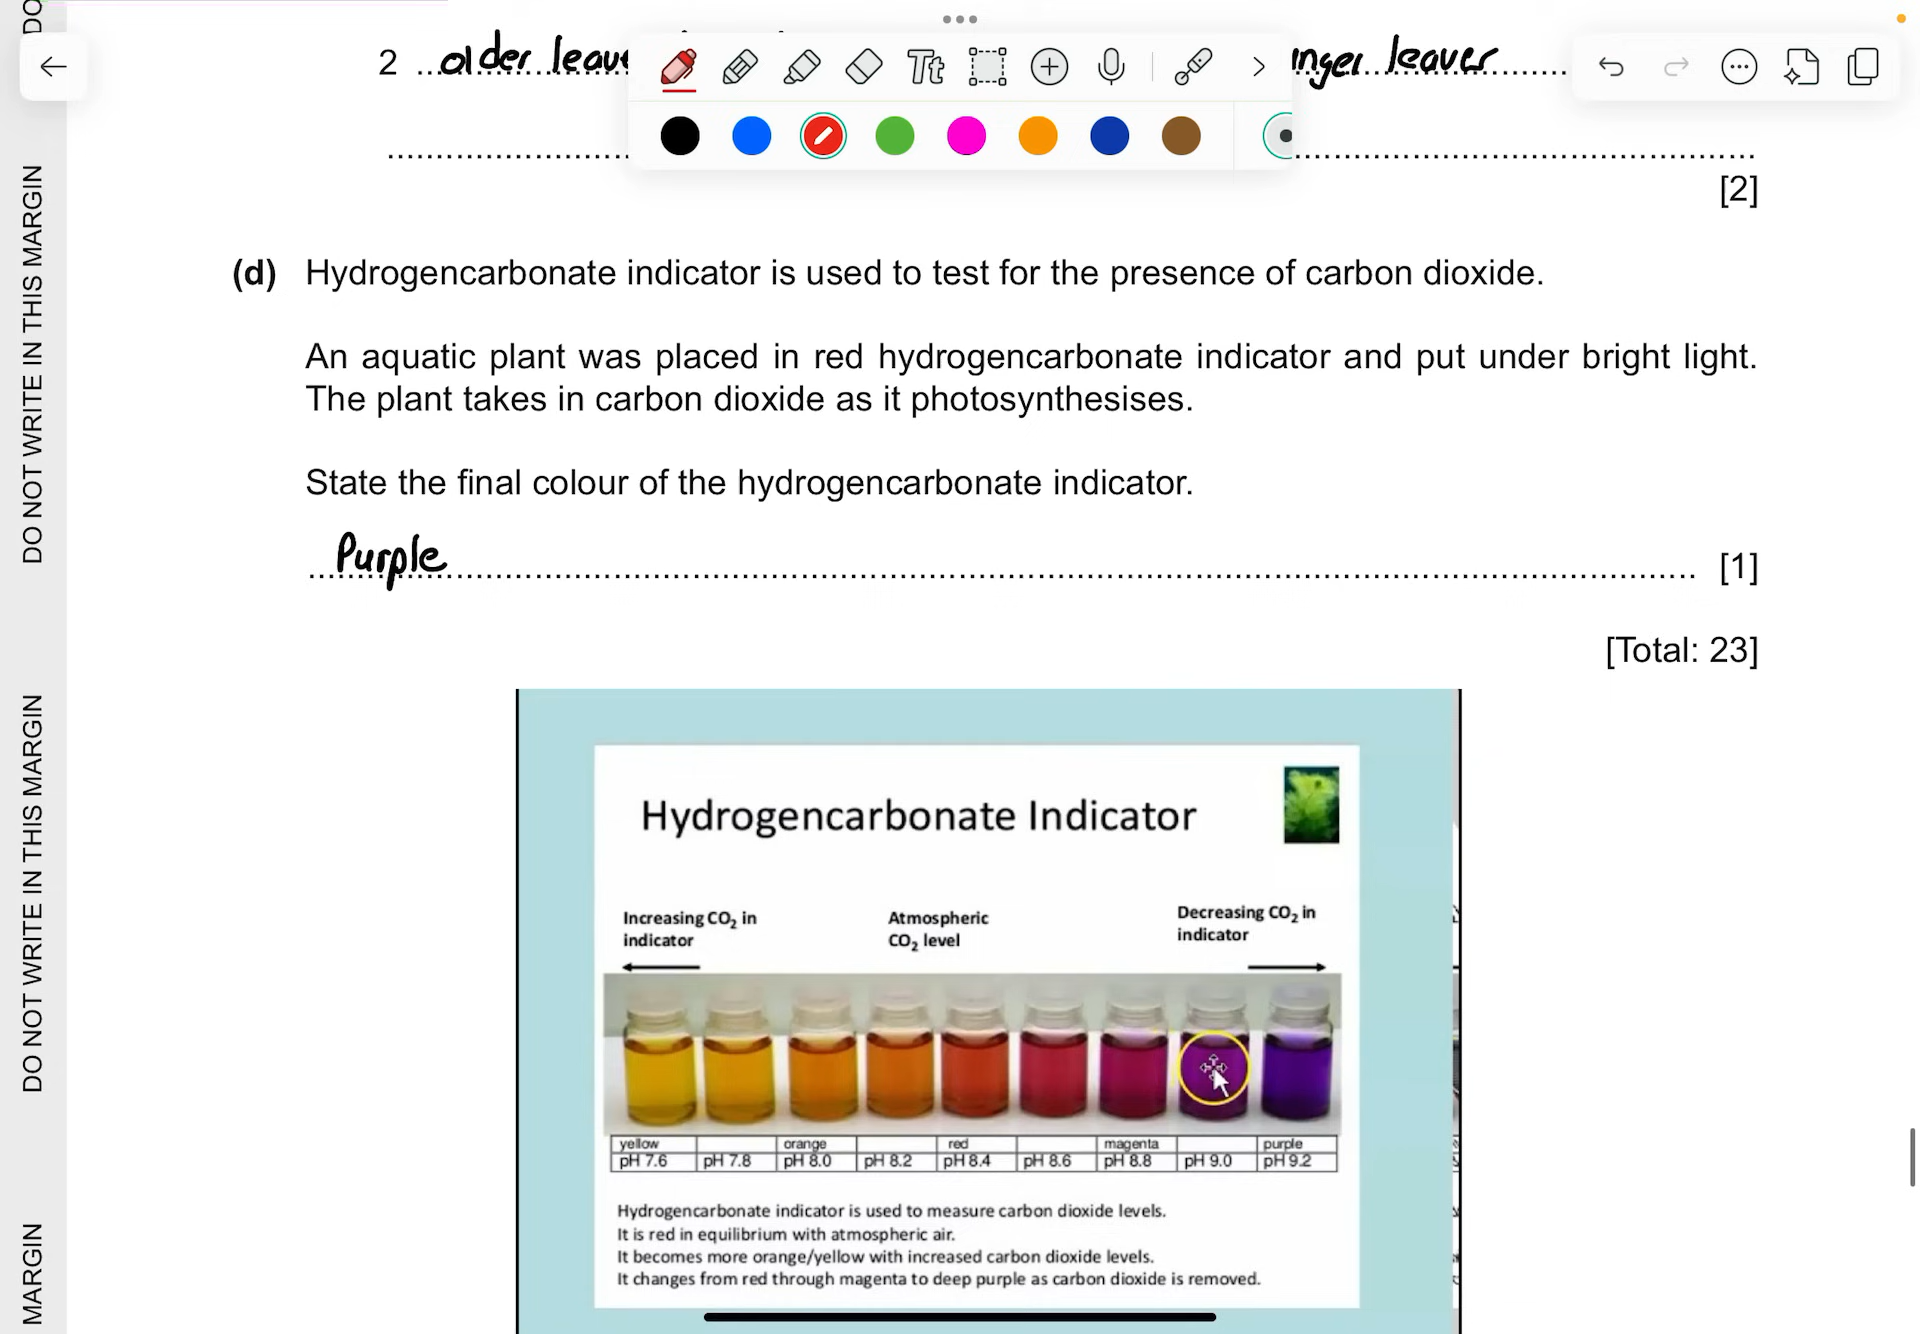 DO NOT WRITE IN THIS MARGIN
DO NOT WRITE IN THIS MARGIN
MARGIN
2 older leave
nger leaves
Tt
[2]
(d) Hydrogencarbonate indicator is used to test for the presence of carbon dioxide.
An aquatic plant was placed in red hydrogencarbonate indicator and put under bright light.
The plant takes in carbon dioxide as it photosynthesises.
State the final colour of the hydrogencarbonate indicator.
Purple [1]
[Total: 23]
Hydrogencarbonate Indicator
Increasing CO₂ in
indicator
Atmospheric
CO₂ level
Decreasing CO₂ in
indicator
yellow orange red magenta purple
pH 7.6 pH 7.8 pH 8.0 pH 8.2 pH 8.4 pH 8.6 pH 8.8 pH 9.0 pH 9.2
Hydrogencarbonate indicator is used to measure carbon dioxide levels.
It is red in equilibrium with atmospheric air.
It becomes more orange/yellow with increased carbon dioxide levels.
It changes from red through magenta to deep purple as carbon dioxide is removed.